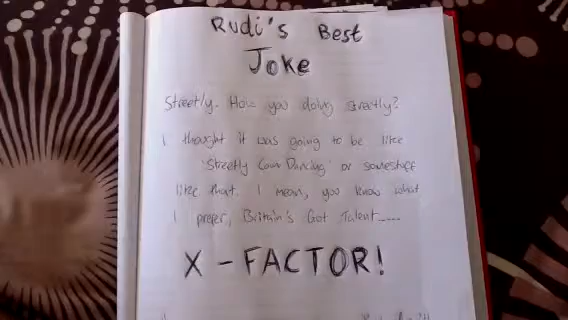 Rudi's Best
Joke
Streetly. How you doing streetly?
I thought it was going to be like
'Streetly Come Dancing' or somestuff
like that. I mean, you know what
I prefer, Britain's Got Talent....
X - FACTOR!